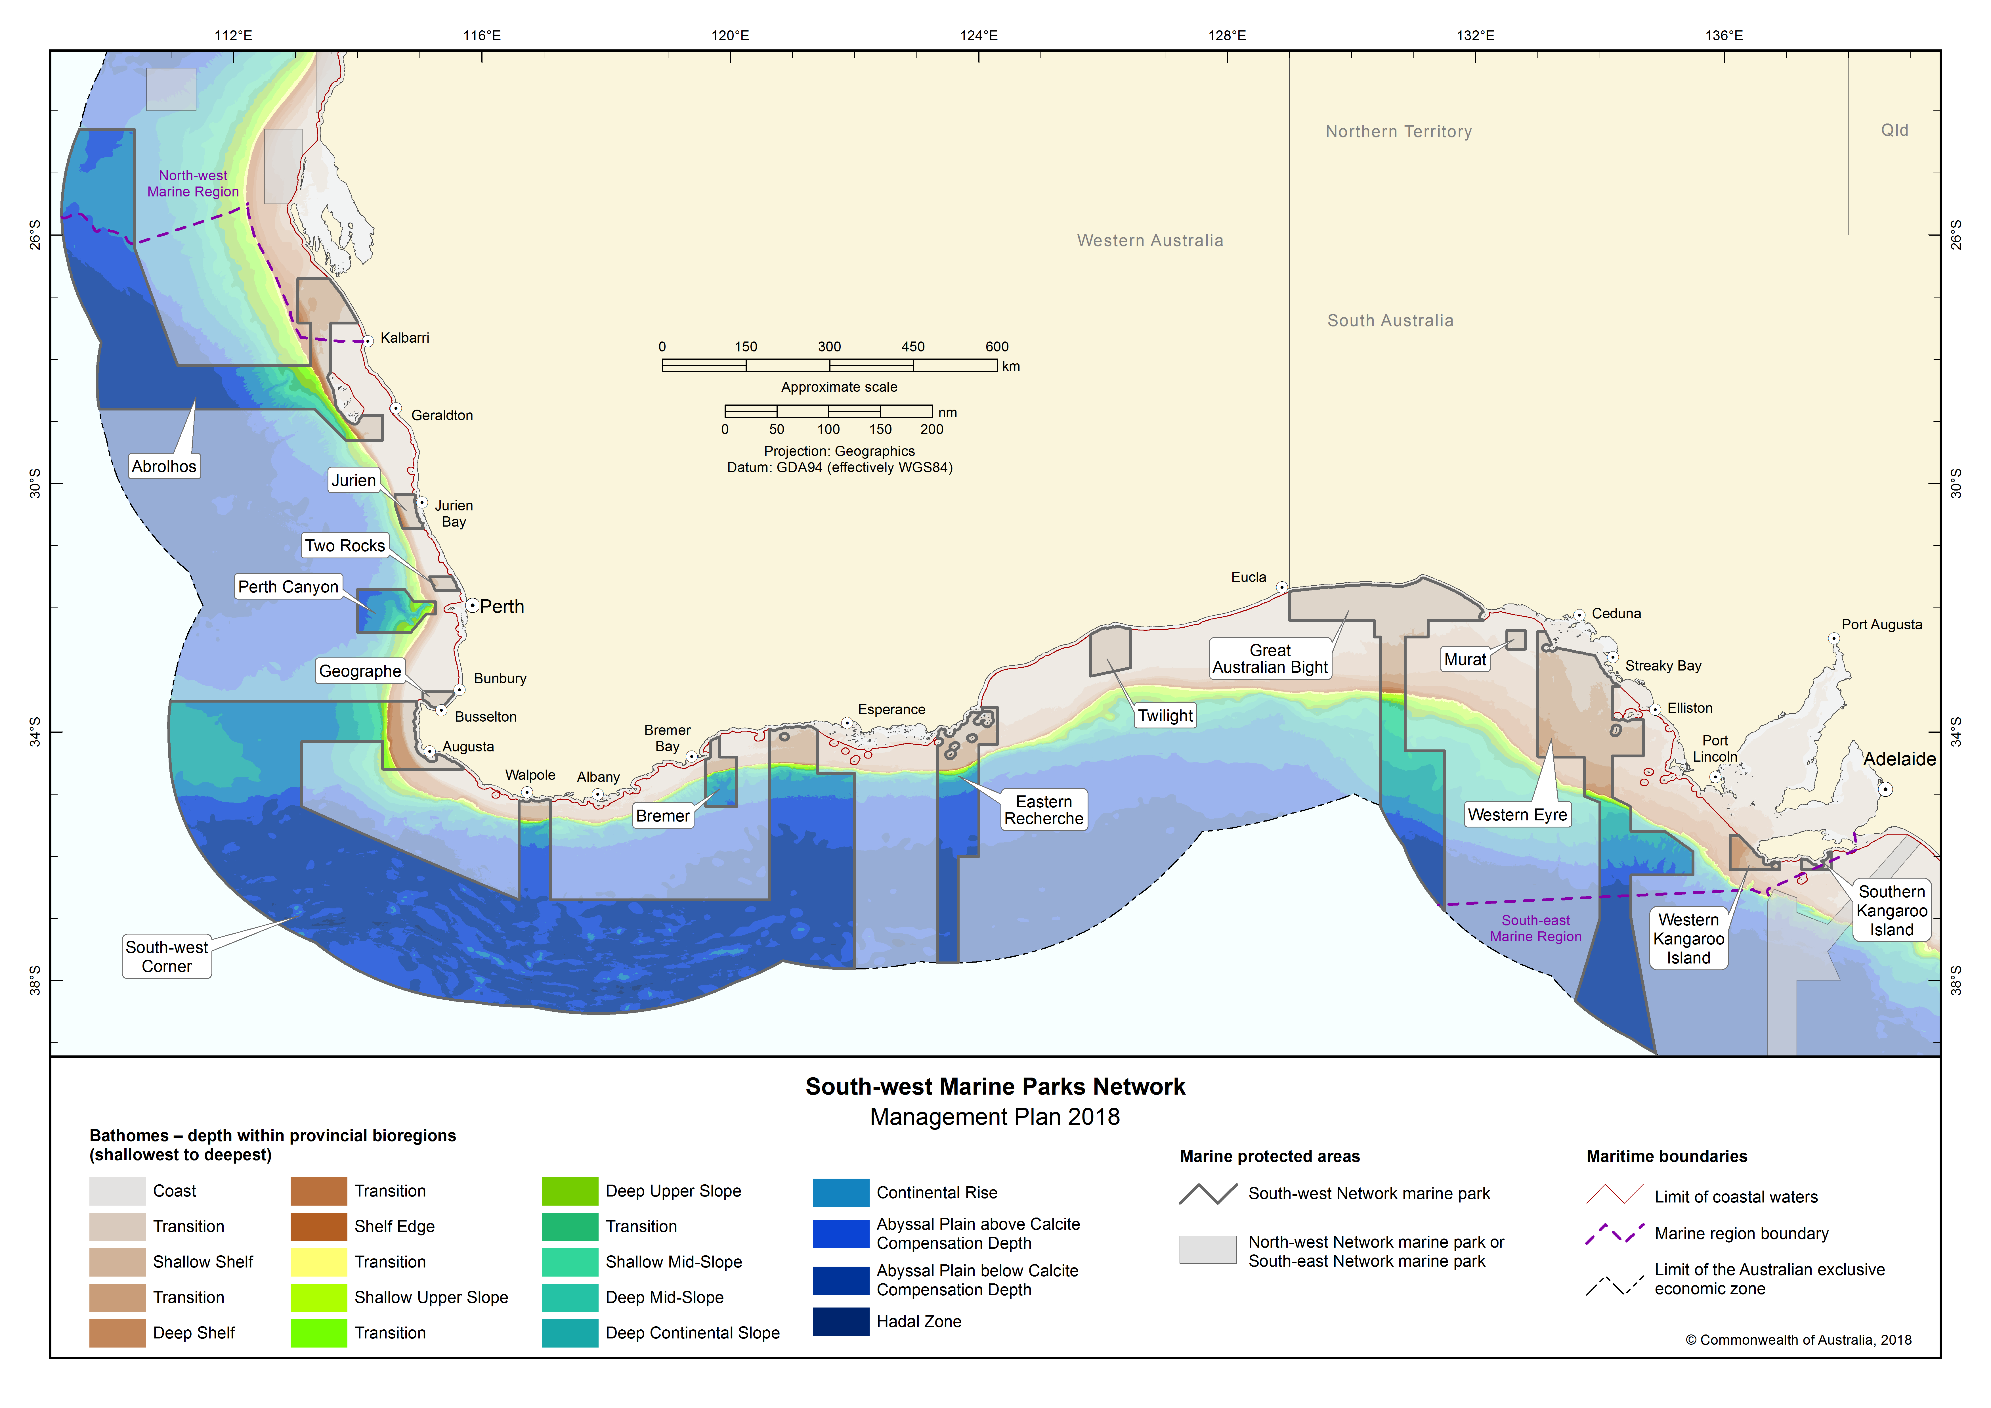 112°E 116°E 120°E 124°E 128°E 132°E 136°E
Northern Territory
Qld
North-west
Marine Region
26°S
26°S
Western Australia
South Australia
Kalbarri
0 150 300 450 600
km
Approximate scale
nm
0 50 100 150 200
Projection: Geographics
Datum: GDA94 (effectively WGS84)
Geraldton
Abrolhos
30°S
30°S
Jurien
Jurien
Bay
Two Rocks
Perth Canyon
Perth
Eucla
Ceduna
Port Augusta
Great
Australian Bight
Murat
Streaky Bay
Geographe
Bunbury
Busselton
Esperance
Twilight
Elliston
34°S
34°S
Augusta
Bremer
Bay
Port
Lincoln
Adelaide
Walpole
Albany
Bremer
Eastern
Recherche
Western Eyre
South-west
Corner
South-east
Marine Region
Western
Kangaroo
Island
Southern
Kangaroo
Island
38°S
38°S
South-west Marine Parks Network
Management Plan 2018
Bathomes – depth within provincial bioregions
(shallowest to deepest)
Coast
Transition
Shallow Shelf
Transition
Deep Shelf
Transition
Shelf Edge
Transition
Shallow Upper Slope
Transition
Deep Upper Slope
Transition
Shallow Mid-Slope
Deep Mid-Slope
Deep Continental Slope
Continental Rise
Abyssal Plain above Calcite
Compensation Depth
Abyssal Plain below Calcite
Compensation Depth
Hadal Zone
Marine protected areas
South-west Network marine park
North-west Network marine park or
South-east Network marine park
Maritime boundaries
Limit of coastal waters
Marine region boundary
Limit of the Australian exclusive
economic zone
© Commonwealth of Australia, 2018